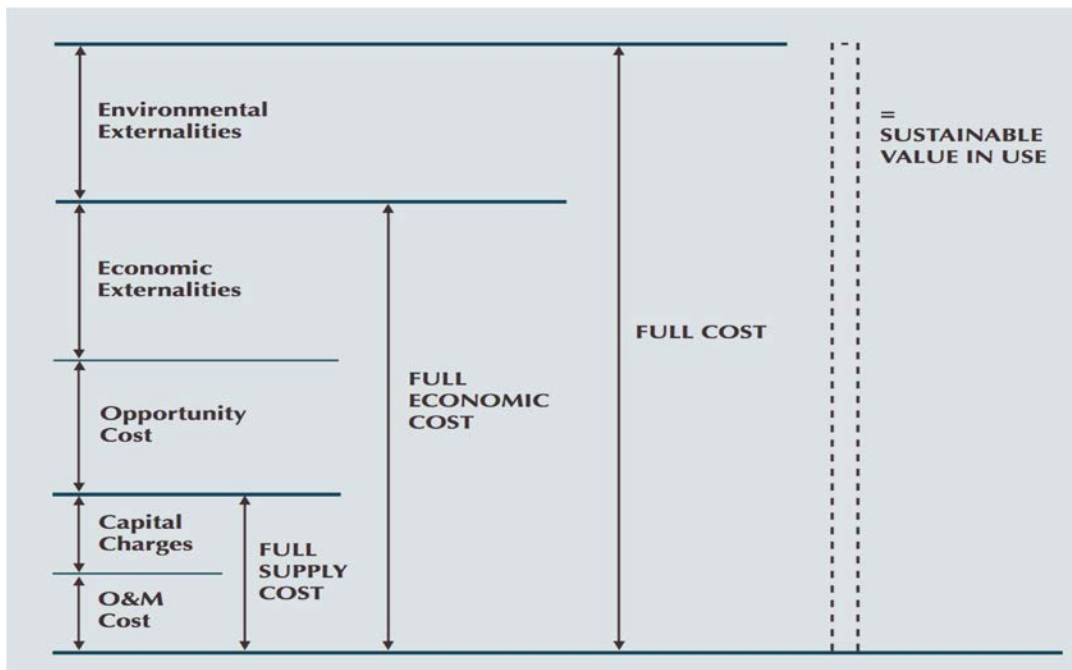 Environmental
Externalities
=
SUSTAINABLE
VALUE IN USE
Economic
Externalities
FULL COST
FULL
ECONOMIC
COST
Opportunity
Cost
Capital
Charges
FULL
SUPPLY
COST
O&M
Cost